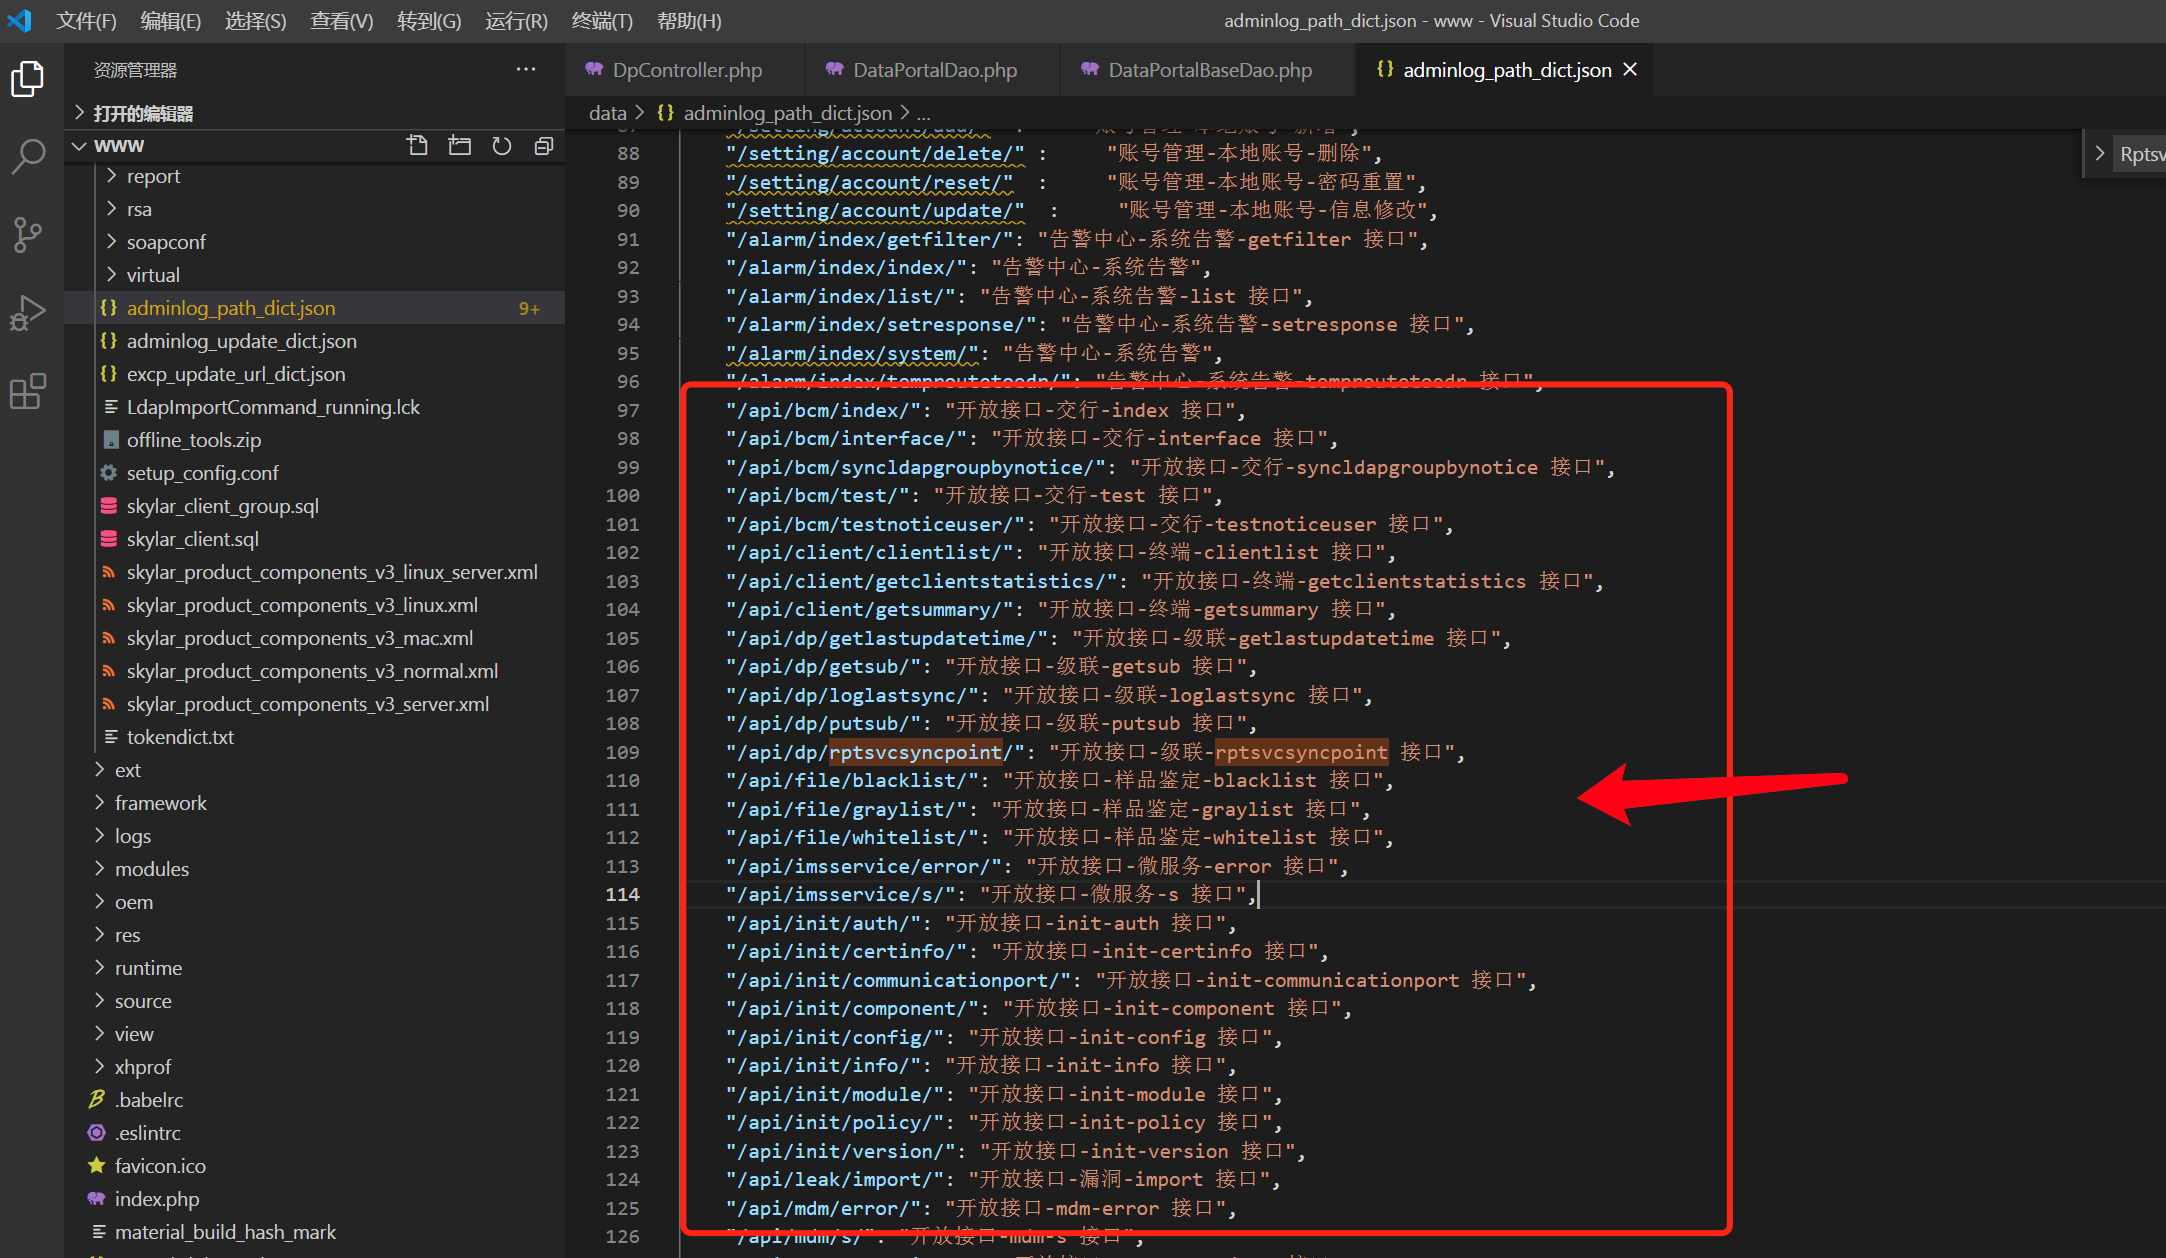 文件(F) 编辑(E) 选择(S) 查看(V) 转到(G) 运行(R) 终端(T) 帮助(H)
adminlog_path_dict.json - www - Visual Studio Code
资源管理器 ...
打开的编辑器
WWW
report
rsa
soapconf
virtual
adminlog_path_dict.json 9+
adminlog_update_dict.json
excp_update_url_dict.json
LdapImportCommand_running.lck
offline_tools.zip
setup_config.conf
skylar_client_group.sql
skylar_client.sql
skylar_product_components_v3_linux_server.xml
skylar_product_components_v3_linux.xml
skylar_product_components_v3_mac.xml
skylar_product_components_v3_normal.xml
skylar_product_components_v3_server.xml
tokendict.txt
ext
framework
logs
modules
oem
res
runtime
source
view
xhprof
.babelrc
.eslintrc
favicon.ico
index.php
material_build_hash_mark
DpController.php
DataPortalDao.php
DataPortalBaseDao.php
adminlog_path_dict.json
data > adminlog_path_dict.json > ...
Rptsv
88 "/setting/account/delete/" : "账号管理-本地账号-删除",
89 "/setting/account/reset/" : "账号管理-本地账号-密码重置",
90 "/setting/account/update/" : "账号管理-本地账号-信息修改",
91 "/alarm/index/getfilter/": "告警中心-系统告警-getfilter 接口",
92 "/alarm/index/index/": "告警中心-系统告警",
93 "/alarm/index/list/": "告警中心-系统告警-list 接口",
94 "/alarm/index/setresponse/": "告警中心-系统告警-setresponse 接口",
95 "/alarm/index/system/": "告警中心-系统告警",
96
97 "/api/bcm/index/": "开放接口-交行-index 接口",
98 "/api/bcm/interface/": "开放接口-交行-interface 接口",
99 "/api/bcm/syncldapgroupbynotice/": "开放接口-交行-syncldapgroupbynotice 接口",
100 "/api/bcm/test/": "开放接口-交行-test 接口",
101 "/api/bcm/testnoticeuser/": "开放接口-交行-testnoticeuser 接口",
102 "/api/client/clientlist/": "开放接口-终端-clientlist 接口",
103 "/api/client/getclientstatistics/": "开放接口-终端-getclientstatistics 接口",
104 "/api/client/getsummary/": "开放接口-终端-getsummary 接口",
105 "/api/dp/getlastupdatetime/": "开放接口-级联-getlastupdatetime 接口",
106 "/api/dp/getsub/": "开放接口-级联-getsub 接口",
107 "/api/dp/loglastsync/": "开放接口-级联-loglastsync 接口",
108 "/api/dp/putsub/": "开放接口-级联-putsub 接口",
109 "/api/dp/rptsvcsyncpoint/": "开放接口-级联-rptsvcsyncpoint 接口",
110 "/api/file/blacklist/": "开放接口-样品鉴定-blacklist 接口",
111 "/api/file/graylist/": "开放接口-样品鉴定-graylist 接口",
112 "/api/file/whitelist/": "开放接口-样品鉴定-whitelist 接口",
113 "/api/imsservice/error/": "开放接口-微服务-error 接口",
114 "/api/imsservice/s/": "开放接口-微服务-s 接口",
115 "/api/init/auth/": "开放接口-init-auth 接口",
116 "/api/init/certinfo/": "开放接口-init-certinfo 接口",
117 "/api/init/communicationport/": "开放接口-init-communicationport 接口",
118 "/api/init/component/": "开放接口-init-component 接口",
119 "/api/init/config/": "开放接口-init-config 接口",
120 "/api/init/info/": "开放接口-init-info 接口",
121 "/api/init/module/": "开放接口-init-module 接口",
122 "/api/init/policy/": "开放接口-init-policy 接口",
123 "/api/init/version/": "开放接口-init-version 接口",
124 "/api/leak/import/": "开放接口-漏洞-import 接口",
125 "/api/mdm/error/": "开放接口-mdm-error 接口",
126 "/api/mdm/s/": "开放接口-mdm-s 接口",